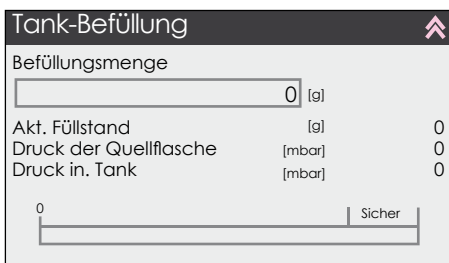 Tank-Befüllung
Befüllungsmenge
0 [g]
Akt. Füllstand [g] 0
Druck der Quellflasche [mbar] 0
Druck in. Tank [mbar] 0
0 Sicher